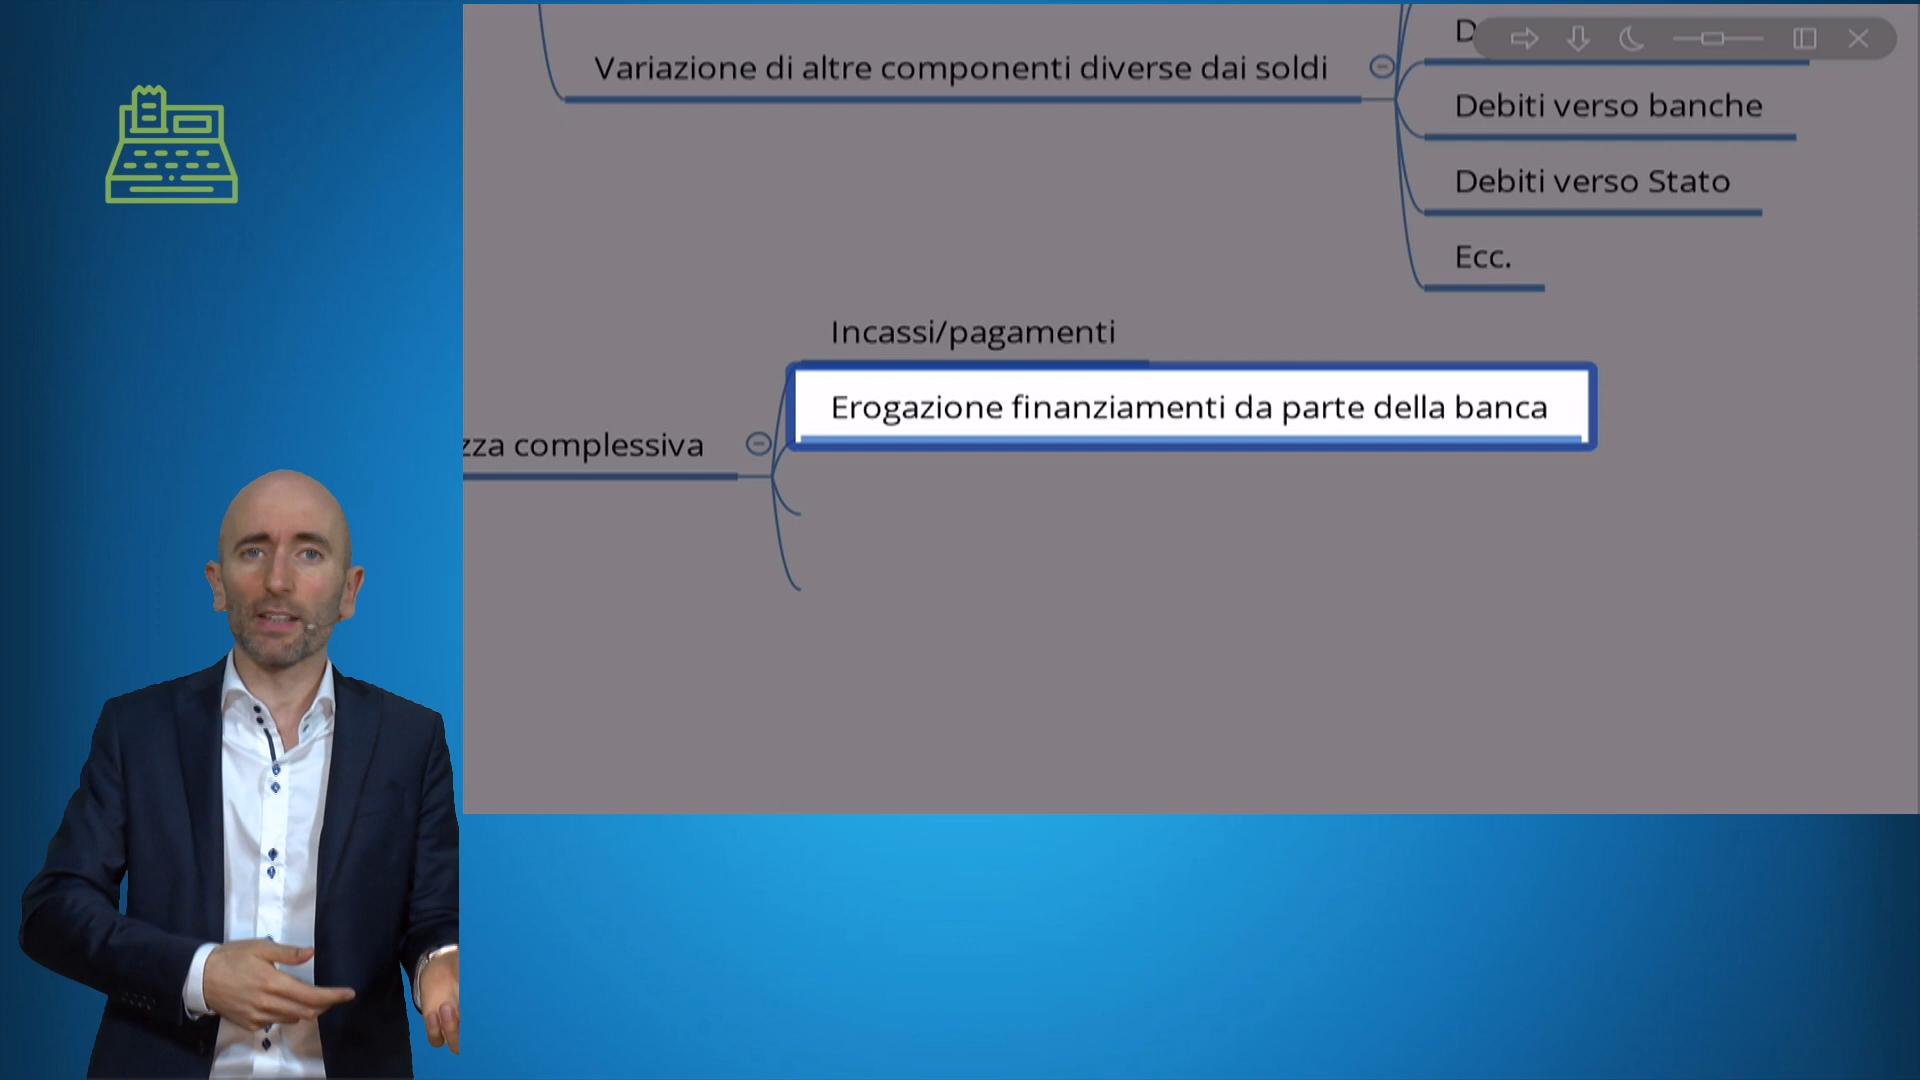 Variazione di altre componenti diverse dai soldi
Debiti verso banche
Debiti verso Stato
Ecc.
Incassi/pagamenti
Erogazione finanziamenti da parte della banca
complessiva